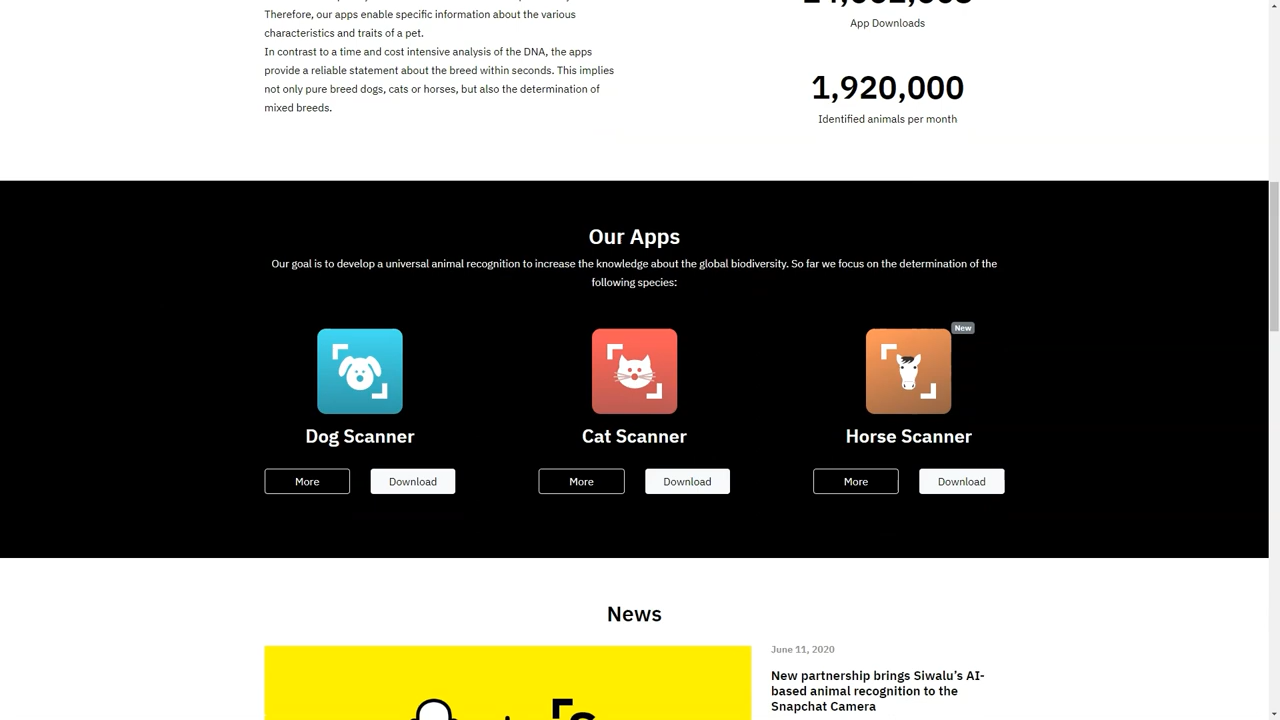 Therefore, our apps enable specific information about the various
characteristics and traits of a pet.
In contrast to a time and cost intensive analysis of the DNA, the apps
provide a reliable statement about the breed within seconds. This implies
not only pure breed dogs, cats or horses, but also the determination of
mixed breeds.
App Downloads
1,920,000
Identified animals per month
Our Apps
Our goal is to develop a universal animal recognition to increase the knowledge about the global biodiversity. So far we focus on the determination of the
following species:
New
Dog Scanner
Cat Scanner
Horse Scanner
More
Download
More
Download
More
Download
News
June 11, 2020
New partnership brings Siwalu’s AI-
based animal recognition to the
Snapchat Camera